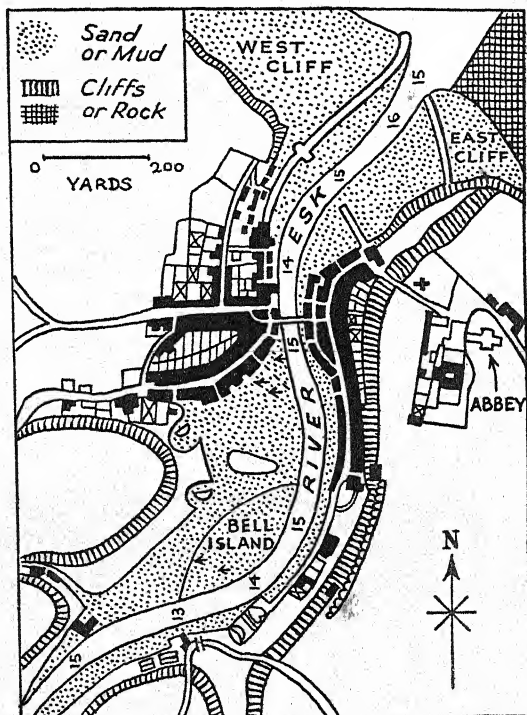 Sand
or Mud
Cliffs
or Rock
0 200
YARDS
WEST
CLIFF
EAST
CLIFF
15
16
15
ESK
14
15
RIVER
15
14
13
15
BELL
ISLAND
ABBEY
N